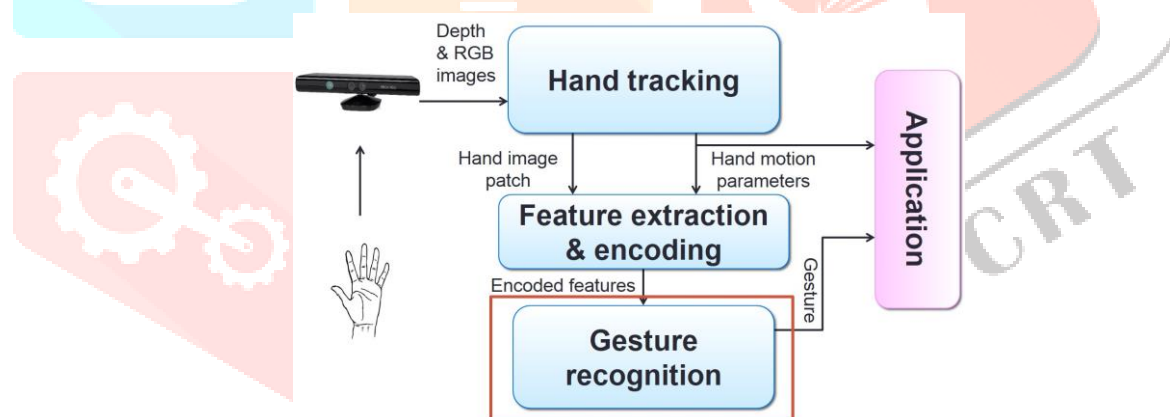 Depth
& RGB
images
Hand tracking
Hand image
patch
Hand motion
parameters
Feature extraction
& encoding
Encoded features
Gesture
recognition
Gesture
Application
CRT